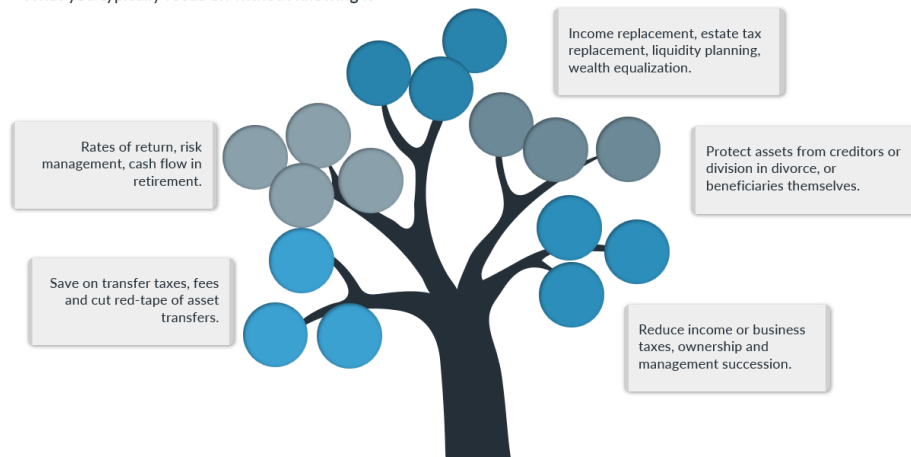 Income replacement, estate tax
replacement, liquidity planning,
wealth equalization.
Rates of return, risk
management, cash flow in
retirement.
Protect assets from creditors or
division in divorce, or
beneficiaries themselves.
Save on transfer taxes, fees
and cut red-tape of asset
transfers.
Reduce income or business
taxes, ownership and
management succession.